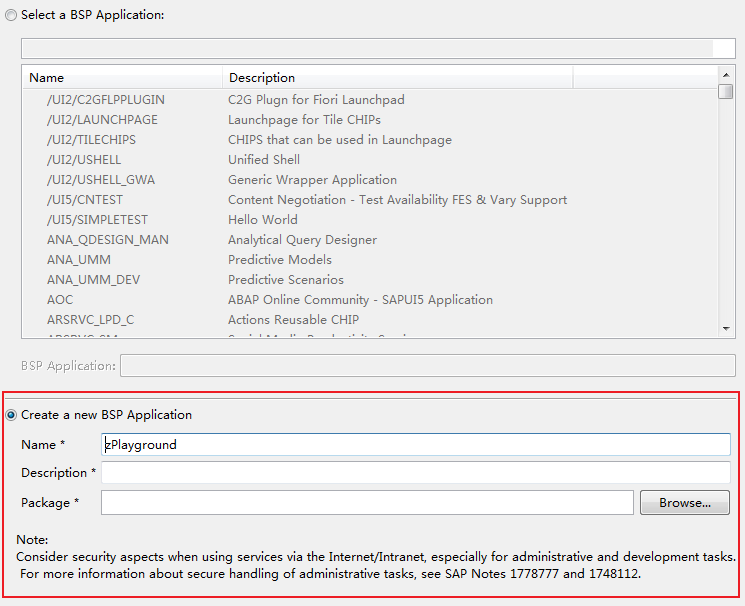 Select a BSP Application:
Name Description
/UI2/C2GFLPPLUGIN C2G Plugn for Fiori Launchpad
/UI2/LAUNCHPAGE Launchpage for Tile CHIPs
/UI2/TILECHIPS CHIPS that can be used in Launchpage
/UI2/USHELL Unified Shell
/UI2/USHELL_GWA Generic Wrapper Application
/UI5/CNTEST Content Negotiation - Test Availability FES & Vary Support
/UI5/SIMPLETEST Hello World
ANA_QDESIGN_MAN Analytical Query Designer
ANA_UMM Predictive Models
ANA_UMM_DEV Predictive Scenarios
AOC ABAP Online Community - SAPUI5 Application
ARSRVC_LPD_C Actions Reusable CHIP
BSP Application:
Create a new BSP Application
Name * zPlayground
Description *
Package * Browse...
Note:
Consider security aspects when using services via the Internet/Intranet, especially for administrative and development tasks.
For more information about secure handling of administrative tasks, see SAP Notes 1778777 and 1748112.